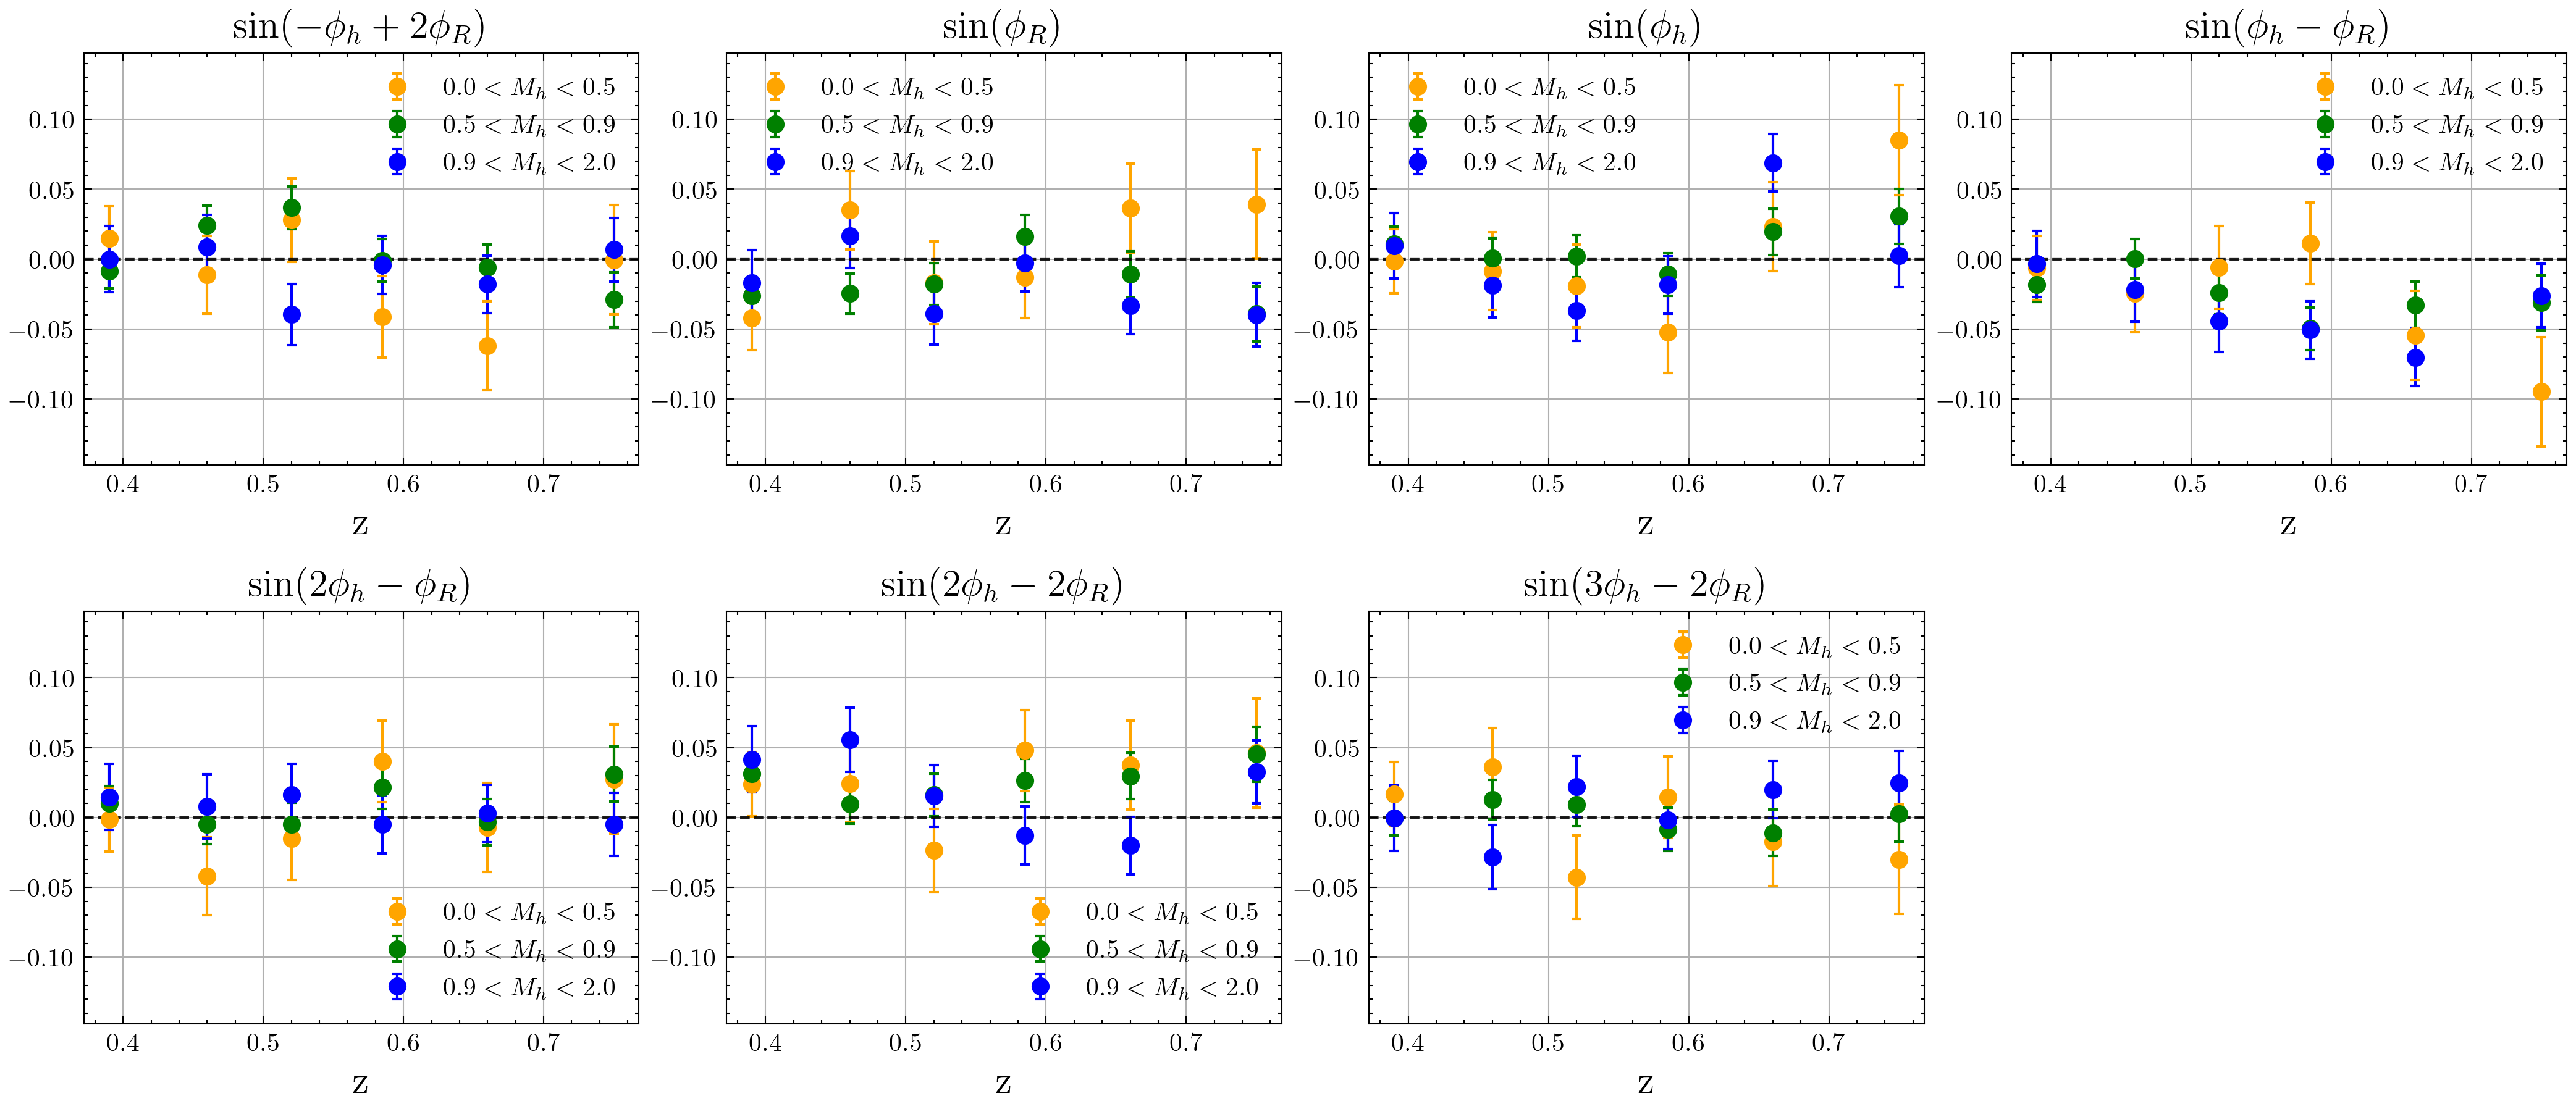 sin(−ϕ_h + 2ϕ_R)
0.0 < M_h < 0.5
0.5 < M_h < 0.9
0.9 < M_h < 2.0
0.10
0.05
0.00
−0.05
−0.10
0.4 0.5 0.6 0.7
z
sin(ϕ_R)
0.0 < M_h < 0.5
0.5 < M_h < 0.9
0.9 < M_h < 2.0
0.10
0.05
0.00
−0.05
−0.10
0.4 0.5 0.6 0.7
z
sin(ϕ_h)
0.0 < M_h < 0.5
0.5 < M_h < 0.9
0.9 < M_h < 2.0
0.10
0.05
0.00
−0.05
−0.10
0.4 0.5 0.6 0.7
z
sin(ϕ_h − ϕ_R)
0.0 < M_h < 0.5
0.5 < M_h < 0.9
0.9 < M_h < 2.0
0.10
0.05
0.00
−0.05
−0.10
0.4 0.5 0.6 0.7
z
sin(2ϕ_h − ϕ_R)
0.10
0.05
0.00
−0.05
−0.10
0.0 < M_h < 0.5
0.5 < M_h < 0.9
0.9 < M_h < 2.0
0.4 0.5 0.6 0.7
z
sin(2ϕ_h − 2ϕ_R)
0.10
0.05
0.00
−0.05
−0.10
0.0 < M_h < 0.5
0.5 < M_h < 0.9
0.9 < M_h < 2.0
0.4 0.5 0.6 0.7
z
sin(3ϕ_h − 2ϕ_R)
0.0 < M_h < 0.5
0.5 < M_h < 0.9
0.9 < M_h < 2.0
0.10
0.05
0.00
−0.05
−0.10
0.4 0.5 0.6 0.7
z